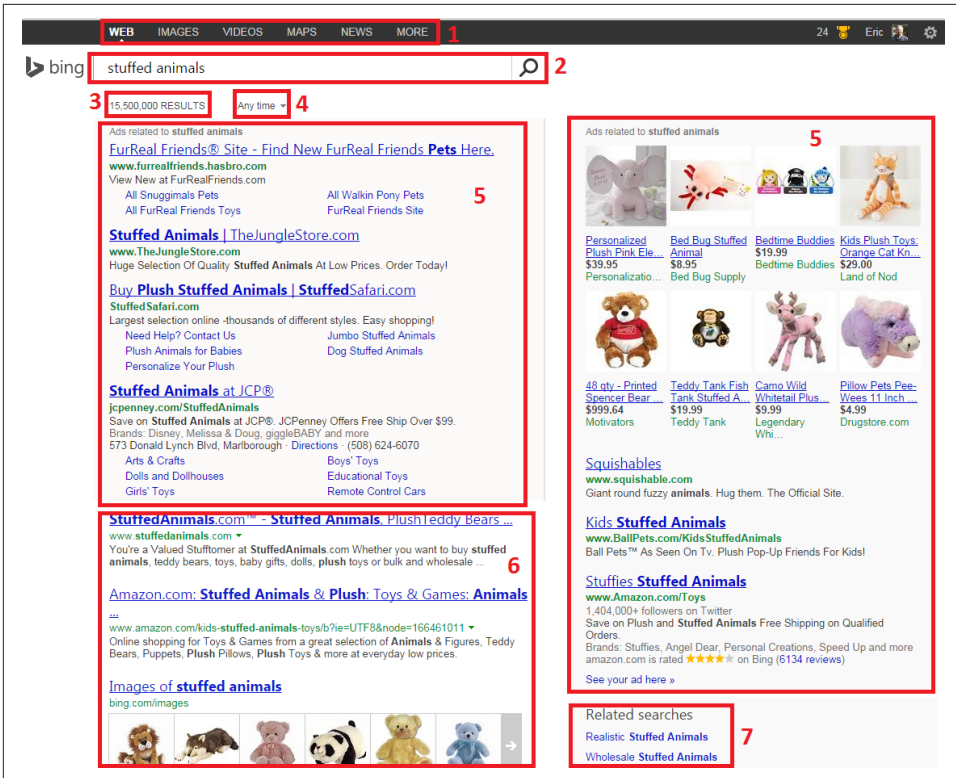 WEB IMAGES VIDEOS MAPS NEWS MORE 1 24 Eric
bing stuffed animals 2
3 15,500,000 RESULTS Any time 4
Ads related to stuffed animals
FurReal Friends® Site - Find New FurReal Friends Pets Here.
www.furrealfriends.hasbro.com
View New at FurRealFriends.com
All Snuggimals Pets All Walkin Pony Pets
5
All FurReal Friends Toys FurReal Friends Site
Stuffed Animals | TheJungleStore.com
www.TheJungleStore.com
Huge Selection Of Quality Stuffed Animals At Low Prices. Order Today!
Buy Plush Stuffed Animals | StuffedSafari.com
StuffedSafari.com
Largest selection online -thousands of different styles. Easy shopping!
Need Help? Contact Us Jumbo Stuffed Animals
Plush Animals for Babies Dog Stuffed Animals
Personalize Your Plush
Stuffed Animals at JCP®
jcpenney.com/StuffedAnimals
Save on Stuffed Animals at JCP®. JCPenney Offers Free Ship Over $99.
Brands: Disney, Melissa & Doug, giggleBABY and more
573 Donald Lynch Blvd, Marlborough · Directions · (508) 624-6070
Arts & Crafts Boys' Toys
Dolls and Dollhouses Educational Toys
Girls' Toys Remote Control Cars
StuffedAnimals.com™ - Stuffed Animals, PlushTeddy Bears ...
www.stuffedanimals.com
You're a Valued Stufftomer at StuffedAnimals.com Whether you want to buy stuffed
animals, teddy bears, toys, baby gifts, dolls, plush toys or bulk and wholesale ...
6
Amazon.com: Stuffed Animals & Plush: Toys & Games: Animals
...
www.amazon.com/kids-stuffed-animals-toys/b?ie=UTF8&node=166461011
Online shopping for Toys & Games from a great selection of Animals & Figures, Teddy
Bears, Puppets, Plush Pillows, Plush Toys & more at everyday low prices.
Images of stuffed animals
bing.com/images
Ads related to stuffed animals
5
Personalized Bed Bug Stuffed Bedtime Buddies Kids Plush Toys:
Plush Pink Ele... Animal $19.99 Orange Cat Kn...
$39.95 $8.95 Bedtime Buddies $29.00
Personalizatio... Bed Bug Supply Land of Nod
48 qty - Printed Teddy Tank Fish Camo Wild Pillow Pets Pee-
Spencer Bear ... Tank Stuffed A... Whitetail Plus... Wees 11 Inch ...
$999.64 $19.99 $9.99 $4.99
Motivators Teddy Tank Legendary Drugstore.com
Whi...
Squishables
www.squishable.com
Giant round fuzzy animals. Hug them. The Official Site.
Kids Stuffed Animals
www.BallPets.com/KidsStuffedAnimals
Ball Pets™ As Seen On Tv. Plush Pop-Up Friends For Kids!
Stuffies Stuffed Animals
www.Amazon.com/Toys
1,404,000+ followers on Twitter
Save on Plush and Stuffed Animals Free Shipping on Qualified
Orders.
Brands: Stuffies, Angel Dear, Personal Creations, Speed Up and more
amazon.com is rated on Bing (6134 reviews)
See your ad here »
Related searches
Realistic Stuffed Animals
7
Wholesale Stuffed Animals